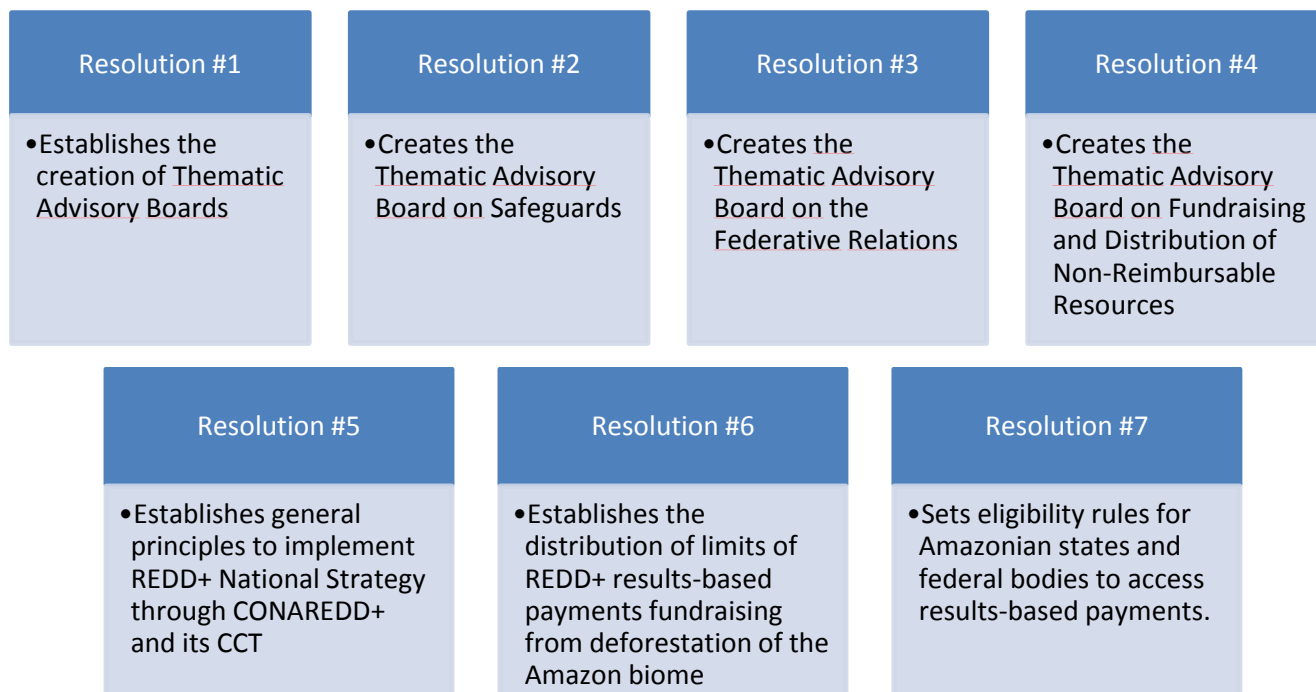 Resolution #1
•Establishes the
creation of Thematic
Advisory Boards
Resolution #2
•Creates the
Thematic Advisory
Board on Safeguards
Resolution #3
•Creates the
Thematic Advisory
Board on the
Federative Relations
Resolution #4
•Creates the
Thematic Advisory
Board on Fundraising
and Distribution of
Non-Reimbursable
Resources
Resolution #5
•Establishes general
principles to implement
REDD+ National Strategy
through CONAREDD+
and its CCT
Resolution #6
•Establishes the
distribution of limits of
REDD+ results-based
payments fundraising
from deforestation of the
Amazon biome
Resolution #7
•Sets eligibility rules for
Amazonian states and
federal bodies to access
results-based payments.